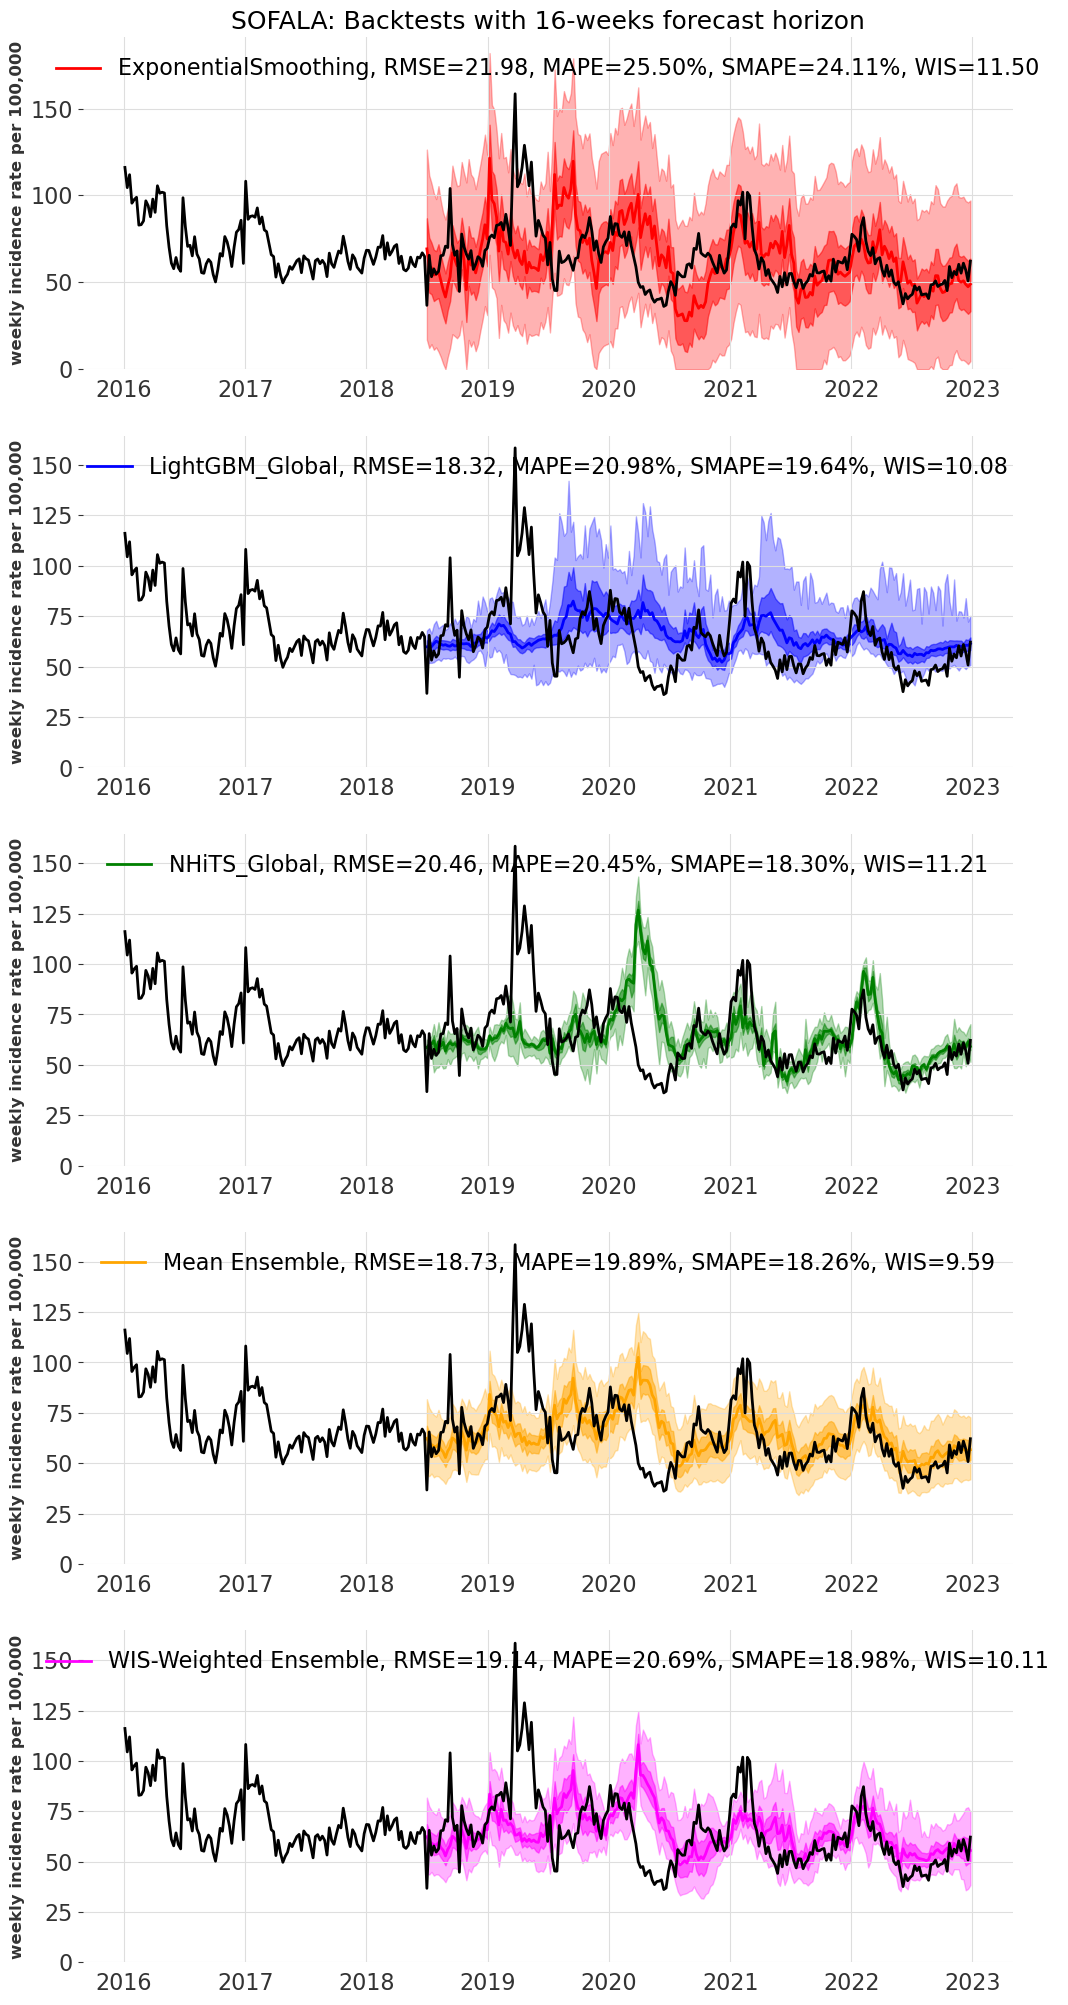 SOFALA: Backtests with 16-weeks forecast horizon
ExponentialSmoothing, RMSE=21.98, MAPE=25.50%, SMAPE=24.11%, WIS=11.50
weekly incidence rate per 100,000
150
100
50
0
2016 2017 2018 2019 2020 2021 2022 2023
LightGBM_Global, RMSE=18.32, MAPE=20.98%, SMAPE=19.64%, WIS=10.08
weekly incidence rate per 100,000
150
125
100
75
50
25
0
2016 2017 2018 2019 2020 2021 2022 2023
NHiTS_Global, RMSE=20.46, MAPE=20.45%, SMAPE=18.30%, WIS=11.21
weekly incidence rate per 100,000
150
125
100
75
50
25
0
2016 2017 2018 2019 2020 2021 2022 2023
Mean Ensemble, RMSE=18.73, MAPE=19.89%, SMAPE=18.26%, WIS=9.59
weekly incidence rate per 100,000
150
125
100
75
50
25
0
2016 2017 2018 2019 2020 2021 2022 2023
WIS-Weighted Ensemble, RMSE=19.14, MAPE=20.69%, SMAPE=18.98%, WIS=10.11
weekly incidence rate per 100,000
150
125
100
75
50
25
0
2016 2017 2018 2019 2020 2021 2022 2023